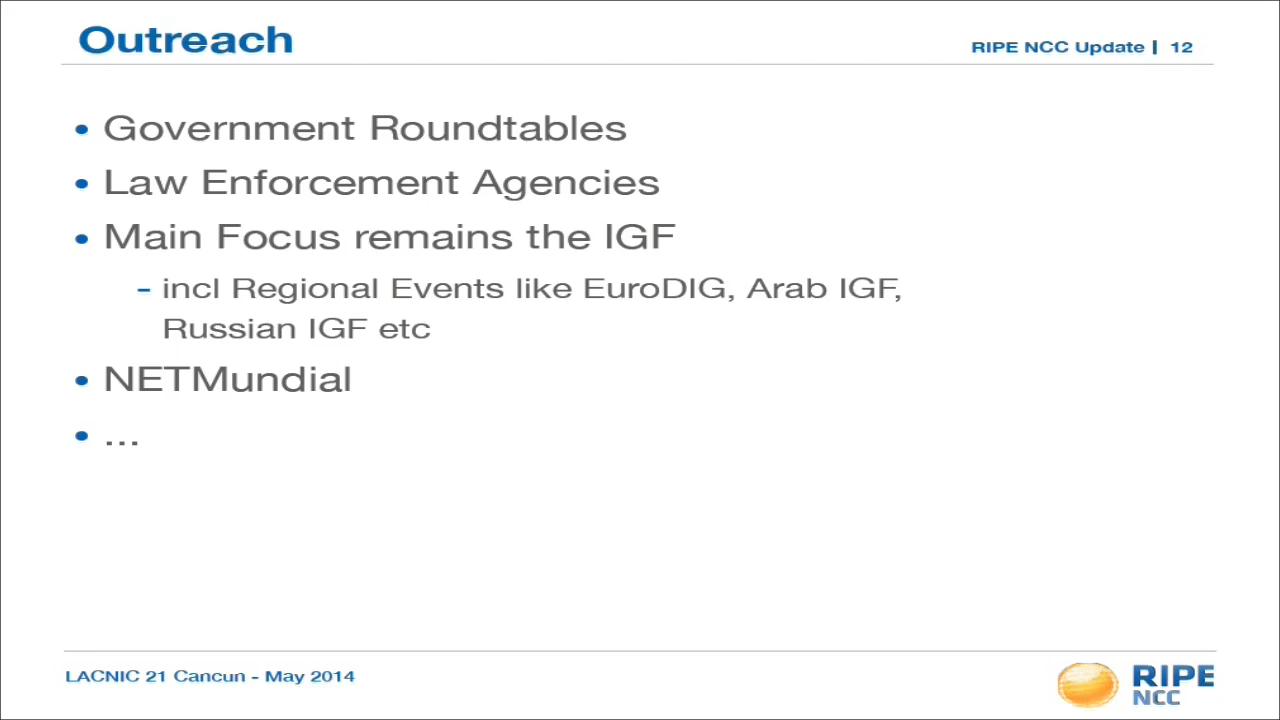 Outreach
RIPE NCC Update | 12
• Government Roundtables
• Law Enforcement Agencies
• Main Focus remains the IGF
– incl Regional Events like EuroDIG, Arab IGF,
Russian IGF etc
• NETMundial
• ...
LACNIC 21 Cancun - May 2014
RIPE
NCC